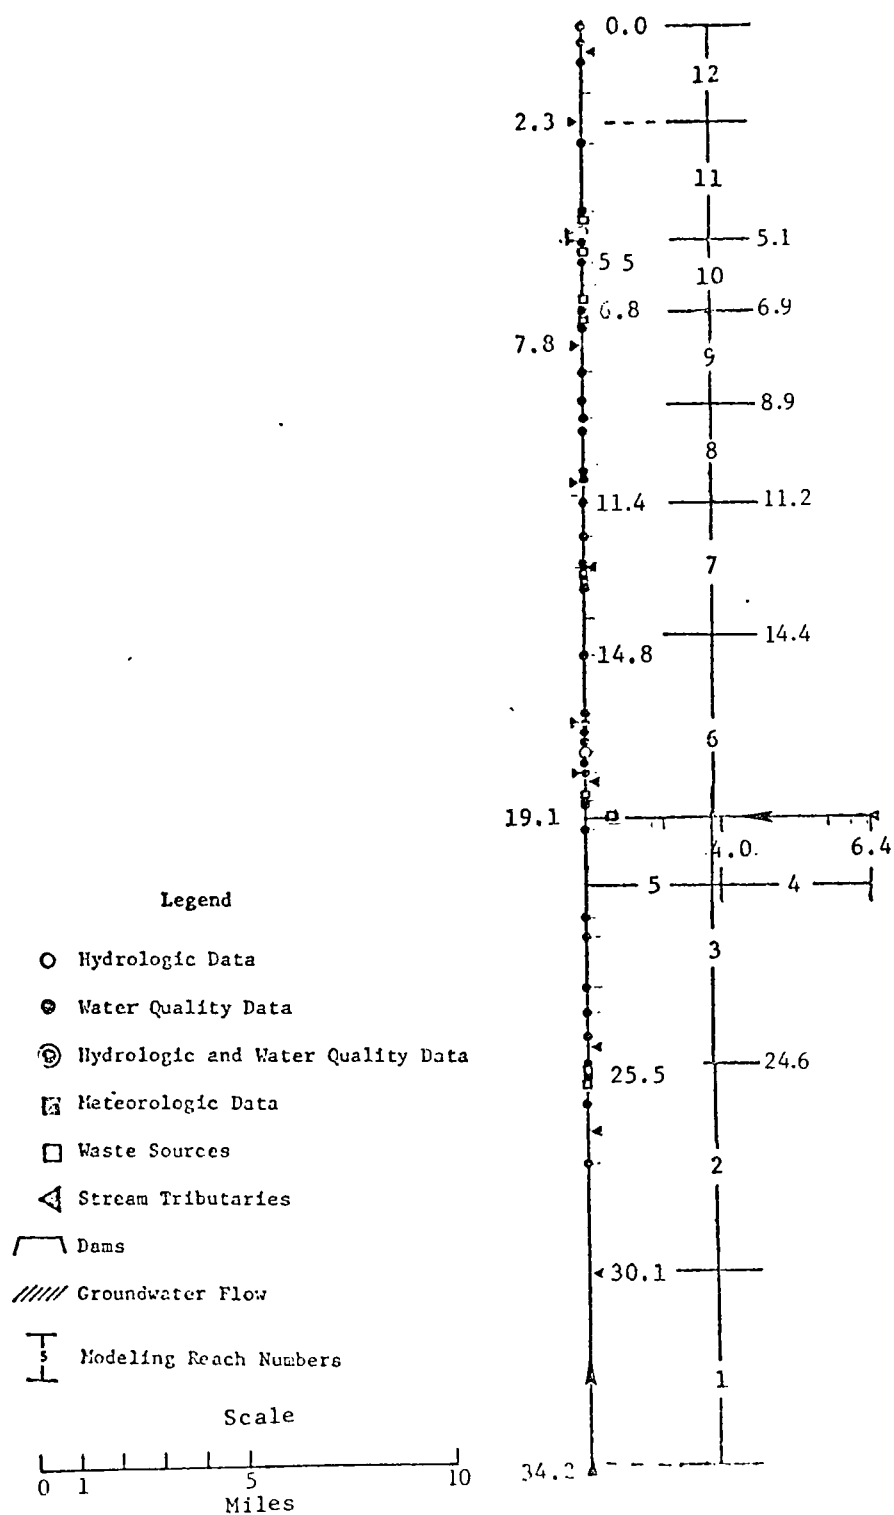 0.0
12
2.3
11
5.1
5 5
10
6.8
6.9
7.8
9
8.9
8
11.4
11.2
7
14.4
14.8
6
19.1
4.0
6.4
5
4
3
24.6
25.5
2
30.1
1
34.2
Legend
Hydrologic Data
Water Quality Data
Hydrologic and Water Quality Data
Meteorologic Data
Waste Sources
Stream Tributaries
Dams
Groundwater Flow
5 Modeling Reach Numbers
Scale
0 1 5 10
Miles